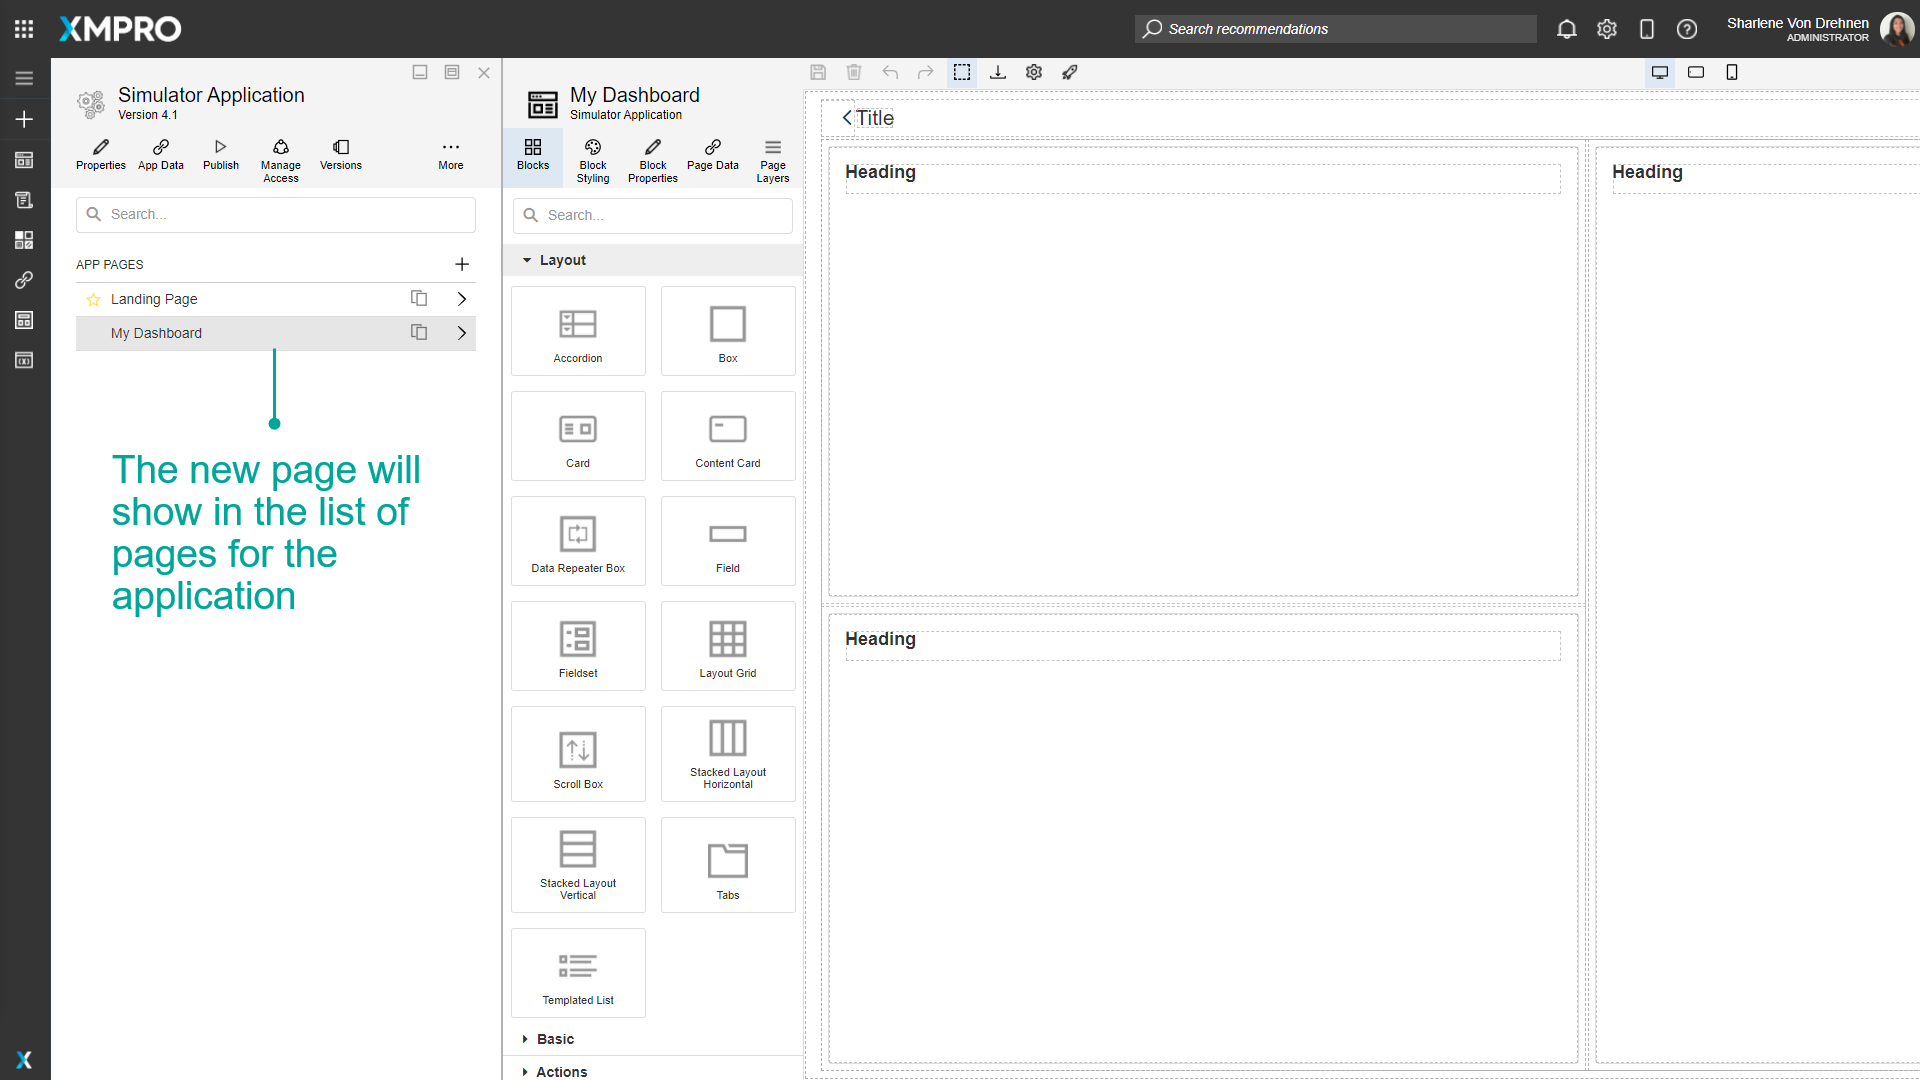 XMPRO
Search recommendations
Sharlene Von Drehnen
ADMINISTRATOR
Simulator Application
Version 4.1
Properties
App Data
Publish
Manage
Access
Versions
More
Search...
APP PAGES
Landing Page
My Dashboard
The new page will
show in the list of
pages for the
application
My Dashboard
Simulator Application
Blocks
Block
Styling
Block
Properties
Page Data
Page
Layers
Search...
Layout
Accordion
Box
Card
Content Card
Data Repeater Box
Field
Fieldset
Layout Grid
Scroll Box
Stacked Layout
Horizontal
Stacked Layout
Vertical
Tabs
Templated List
Basic
Actions
Title
Heading
Heading
Heading